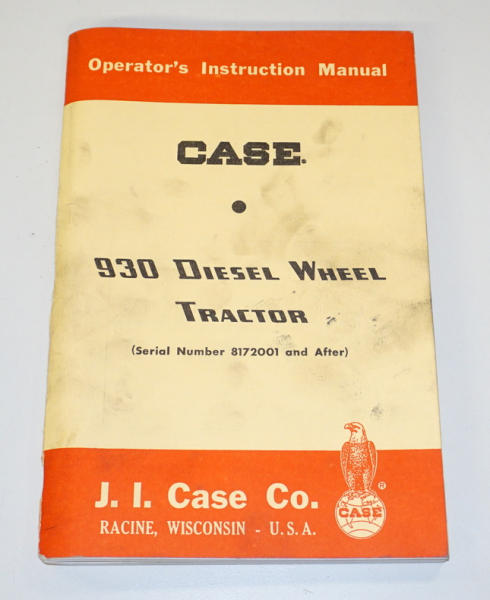 Operator's Instruction Manual
CASE.
930 DIESEL WHEEL
TRACTOR
(Serial Number 8172001 and After)
J. I. Case Co.
RACINE, WISCONSIN - U.S.A.
CASE
®